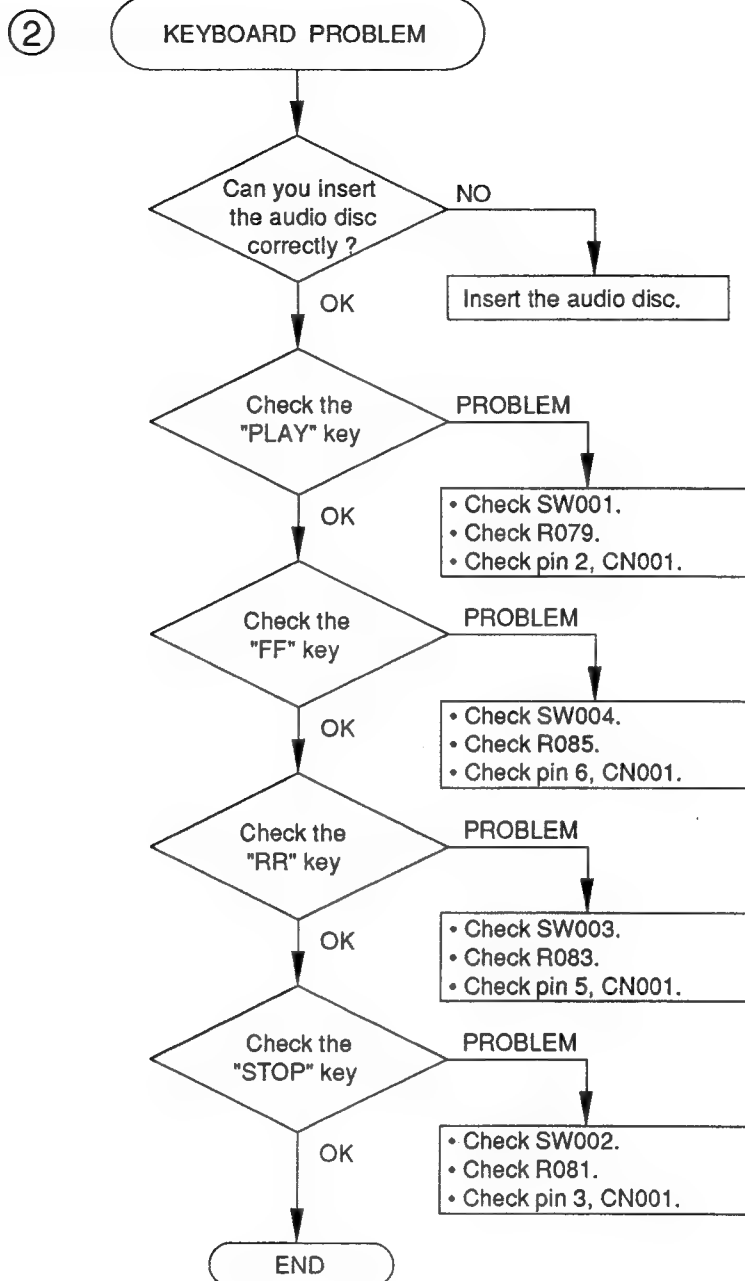 2
KEYBOARD PROBLEM
Can you insert
the audio disc
correctly ?
NO
Insert the audio disc.
OK
Check the
"PLAY" key
PROBLEM
• Check SW001.
• Check R079.
• Check pin 2, CN001.
OK
Check the
"FF" key
PROBLEM
• Check SW004.
• Check R085.
• Check pin 6, CN001.
OK
Check the
"RR" key
PROBLEM
• Check SW003.
• Check R083.
• Check pin 5, CN001.
OK
Check the
"STOP" key
PROBLEM
• Check SW002.
• Check R081.
• Check pin 3, CN001.
OK
END